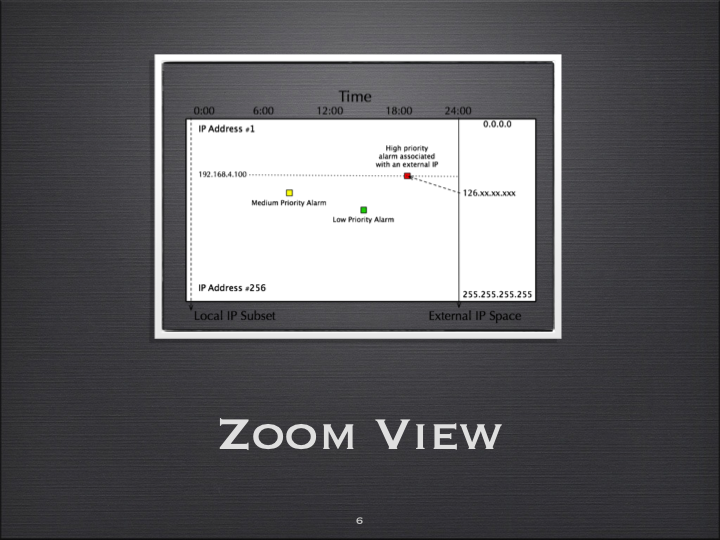 Time
0:00 6:00 12:00 18:00 24:00
IP Address #1
0.0.0.0
High priority
alarm associated
with an external IP
192.168.4.100
126.xx.xx.xxx
Medium Priority Alarm
Low Priority Alarm
IP Address #256
255.255.255.255
Local IP Subset
External IP Space
Zoom View
6